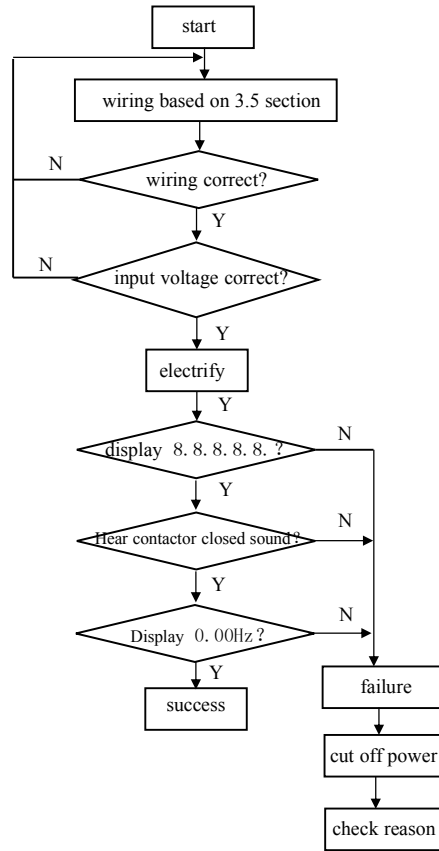 start
wiring based on 3.5 section
N
wiring correct?
Y
N
input voltage correct?
Y
electrify
Y
N
display 8.8.8.8.8.?
Y
N
Hear contactor closed sound?
Y
N
Display 0.00Hz?
Y
failure
success
cut off power
check reason